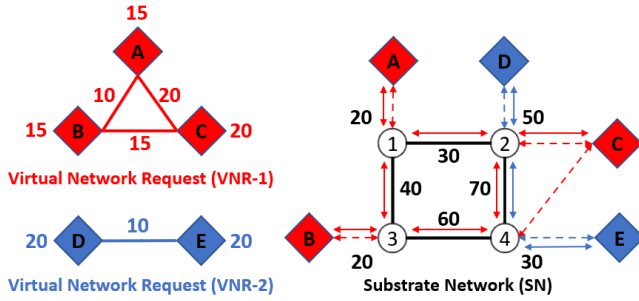 15
A
10
20
15
B
C
20
15
Virtual Network Request (VNR-1)
10
20
D
E
20
Virtual Network Request (VNR-2)
A
D
20
50
1
2
C
30
40
70
60
B
3
4
E
20
30
Substrate Network (SN)